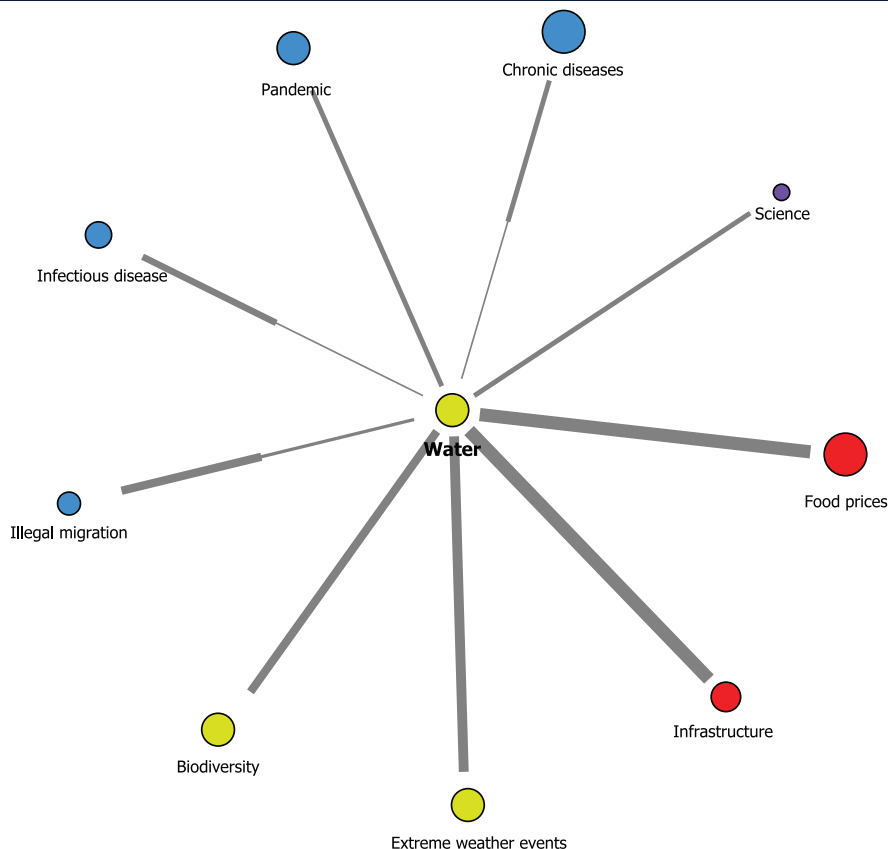 Chronic diseases
Pandemic
Science
Infectious disease
Water
Food prices
Illegal migration
Infrastructure
Biodiversity
Extreme weather events